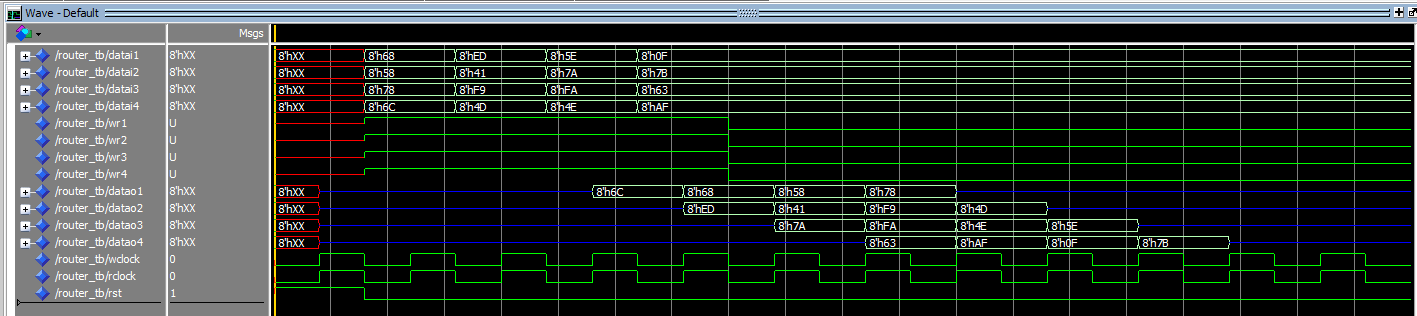 Wave - Default
Msgs
/router_tb/datai1 8'hXX 8'hXX 8'h68 8'hED 8'h5E 8'h0F
/router_tb/datai2 8'hXX 8'hXX 8'h58 8'h41 8'h7A 8'h7B
/router_tb/datai3 8'hXX 8'hXX 8'h78 8'hF9 8'hFA 8'h63
/router_tb/datai4 8'hXX 8'hXX 8'h6C 8'h4D 8'h4E 8'hAF
/router_tb/wr1 U
/router_tb/wr2 U
/router_tb/wr3 U
/router_tb/wr4 U
/router_tb/datao1 8'hXX 8'hXX 8'h6C 8'h68 8'h58 8'h78
/router_tb/datao2 8'hXX 8'hXX 8'hED 8'h41 8'hF9 8'h4D
/router_tb/datao3 8'hXX 8'hXX 8'h7A 8'hFA 8'h4E 8'h5E
/router_tb/datao4 8'hXX 8'hXX 8'h63 8'hAF 8'h0F 8'h7B
/router_tb/wclock 0
/router_tb/rclock 0
/router_tb/rst 1